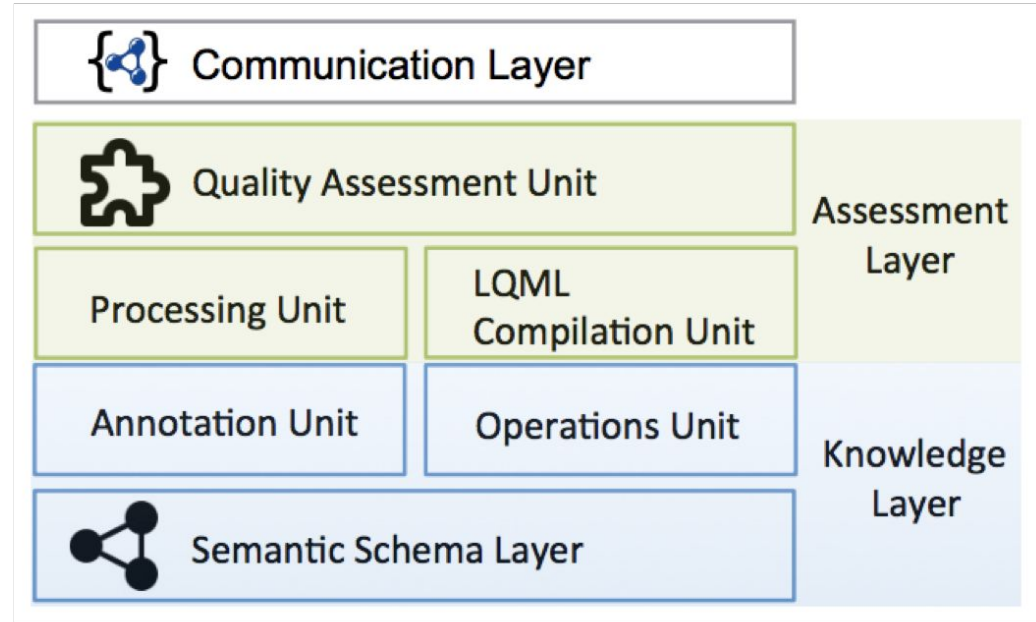 Communication Layer
Quality Assessment Unit
Assessment
Layer
Processing Unit
LQML
Compilation Unit
Annotation Unit
Operations Unit
Knowledge
Layer
Semantic Schema Layer